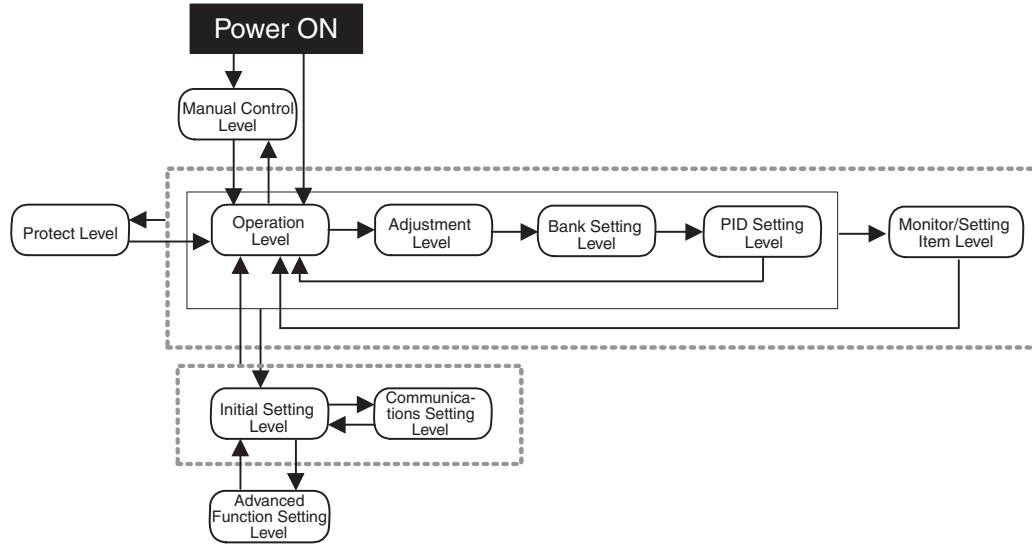 Power ON
Manual Control
Level
Protect Level
Operation
Level
Adjustment
Level
Bank Setting
Level
PID Setting
Level
Monitor/Setting
Item Level
Initial Setting
Level
Communica-
tions Setting
Level
Advanced
Function Setting
Level